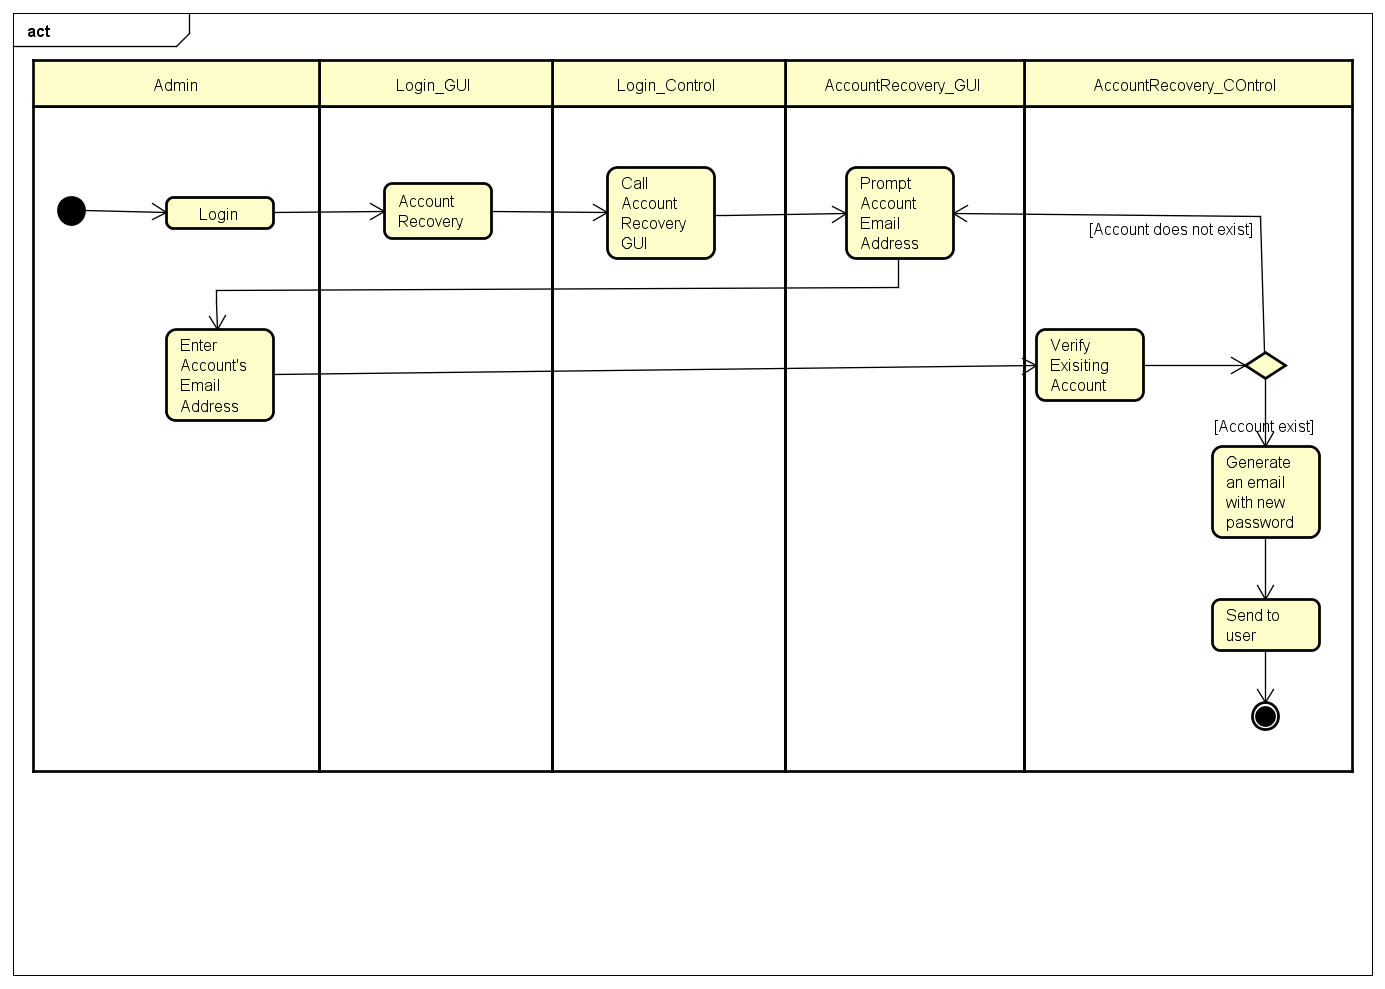 act
Admin
Login_GUI
Login_Control
AccountRecovery_GUI
AccountRecovery_COntrol
Login
Account
Recovery
Call
Account
Recovery
GUI
Prompt
Account
Email
Address
[Account does not exist]
Enter
Account's
Email
Address
Verify
Exisiting
Account
[Account exist]
Generate
an email
with new
password
Send to
user